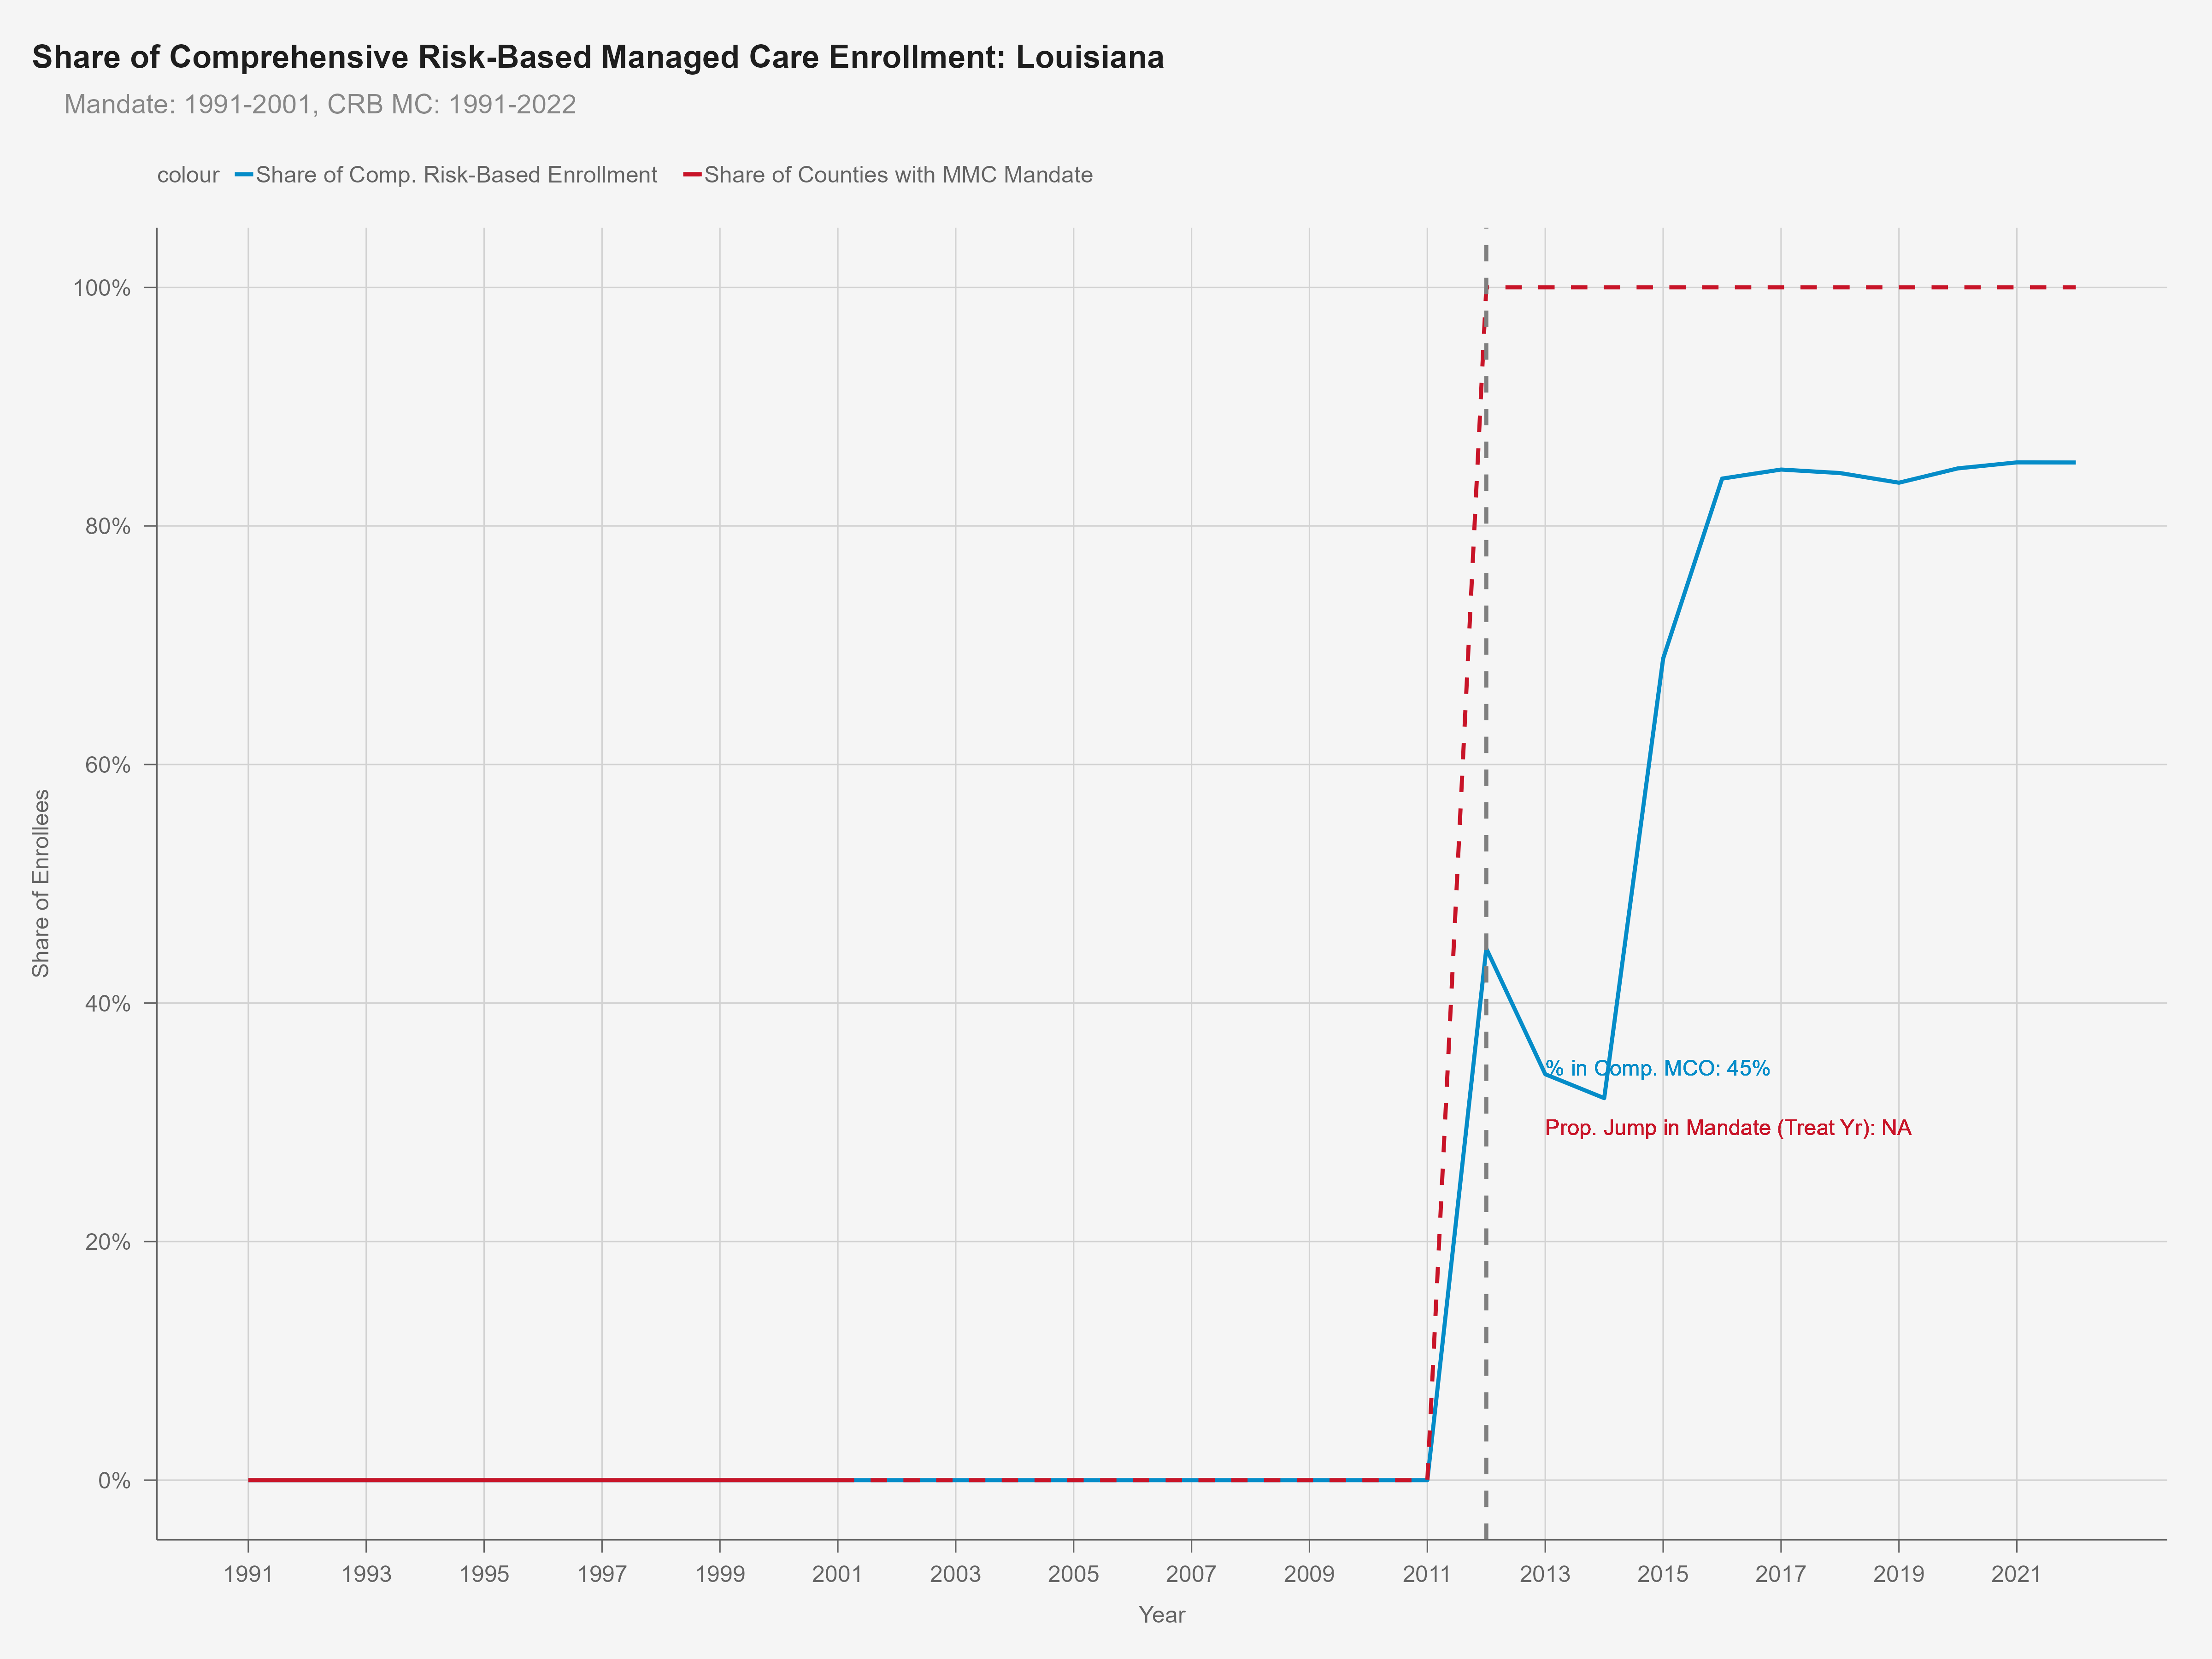 Share of Comprehensive Risk-Based Managed Care Enrollment: Louisiana
Mandate: 1991-2001, CRB MC: 1991-2022
colour Share of Comp. Risk-Based Enrollment Share of Counties with MMC Mandate
Share of Enrollees
100%
80%
60%
40%
20%
0%
% in Comp. MCO: 45%
Prop. Jump in Mandate (Treat Yr): NA
1991 1993 1995 1997 1999 2001 2003 2005 2007 2009 2011 2013 2015 2017 2019 2021
Year